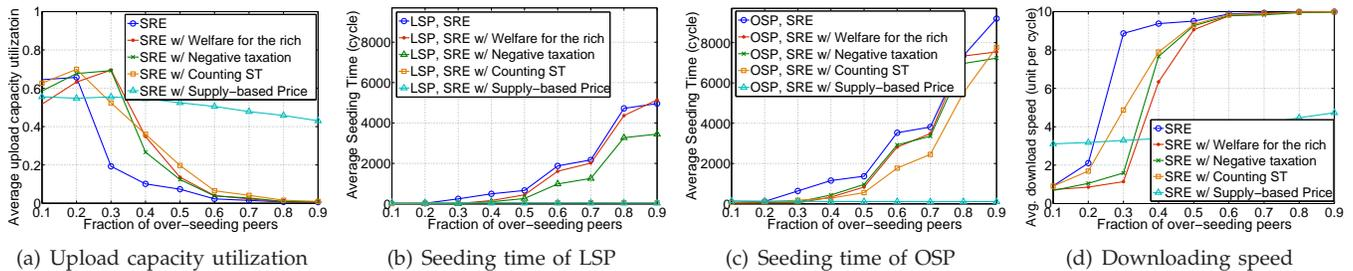 Average upload capacity utilizatoin
1
0.8
0.6
0.4
0.2
0
0.1 0.2 0.3 0.4 0.5 0.6 0.7 0.8 0.9
Fraction of over−seeding peers
SRE
SRE w/ Welfare for the rich
SRE w/ Negative taxation
SRE w/ Counting ST
SRE w/ Supply−based Price
(a) Upload capacity utilization
Average Seeding Time (cycle)
8000
6000
4000
2000
0.1 0.2 0.3 0.4 0.5 0.6 0.7 0.8 0.9
Fraction of over−seeding peers
LSP, SRE
LSP, SRE w/ Welfare for the rich
LSP, SRE w/ Negative taxation
LSP, SRE w/ Counting ST
LSP, SRE w/ Supply−based Price
(b) Seeding time of LSP
Average Seeding Time (cycle)
8000
6000
4000
2000
0.1 0.2 0.3 0.4 0.5 0.6 0.7 0.8 0.9
Fraction of over−seeding peers
OSP, SRE
OSP, SRE w/ Welfare for the rich
OSP, SRE w/ Negative taxation
OSP, SRE w/ Counting ST
OSP, SRE w/ Supply−based Price
(c) Seeding time of OSP
Avg. download speed (unit per cycle)
10
8
6
4
2
0
0.1 0.2 0.3 0.4 0.5 0.6 0.7 0.8 0.9
Fraction of over−seeding peers
SRE
SRE w/ Welfare for the rich
SRE w/ Negative taxation
SRE w/ Counting ST
SRE w/ Supply−based Price
(d) Downloading speed